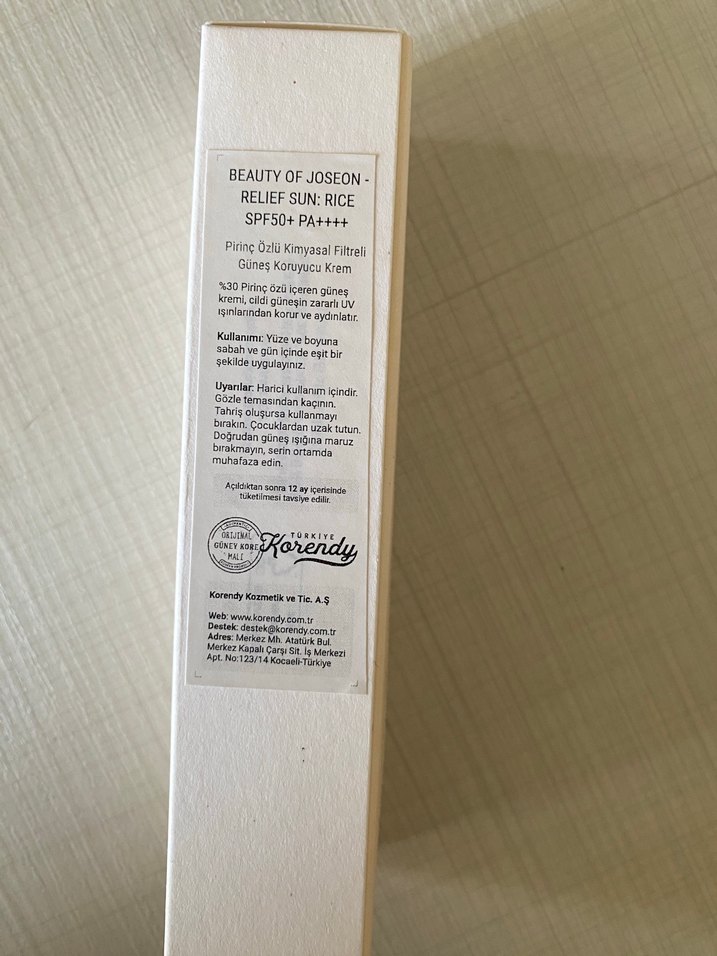 BEAUTY OF JOSEON -
RELIEF SUN: RICE
SPF50+ PA++++
Pirinç Özlü Kimyasal Filtreli
Güneş Koruyucu Krem
%30 Pirinç özü içeren güneş
kremi, cildi güneşin zararlı UV
ışınlarından korur ve aydınlatır.
Kullanımı: Yüze ve boyuna
sabah ve gün içinde eşit bir
şekilde uygulayınız.
Uyarılar: Harici kullanım içindir.
Gözle temasından kaçının.
Tahriş oluşursa kullanmayı
bırakın. Çocuklardan uzak tutun.
Doğrudan güneş ışığına maruz
bırakmayın, serin ortamda
muhafaza edin.
Açıldıktan sonra 12 ay içerisinde
tüketilmesi tavsiye edilir.
ORİJİNAL
GÜNEY KORE
MALI
TÜRKİYE
Korendy
Korendy Kozmetik ve Tic. A.Ş
Web: www.korendy.com.tr
Destek: destek@korendy.com.tr
Adres: Merkez Mh. Atatürk Bul.
Merkez Kapalı Çarşı Sit. İş Merkezi
Apt. No:123/14 Kocaeli-Türkiye